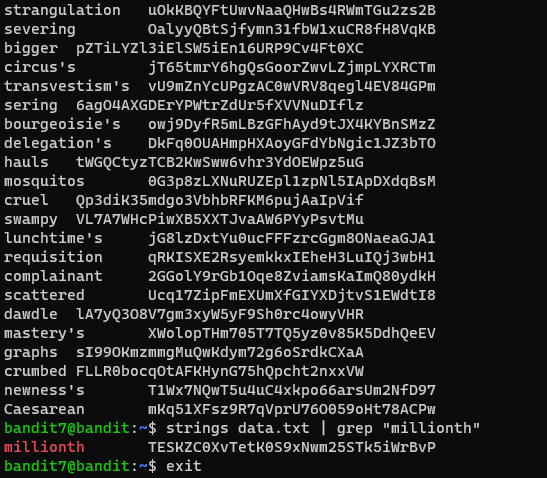 strangulation	uOkKBQYFtUwvNaaQHwBs4RWmTGu2zs2B
severing	OalyyQBtSjfymn31fbW1xuCR8fH8VqKB
bigger	pZTiLYZl3iElSW5iEn16URP9Cv4Ft0XC
circus's	jT65tmrY6hgQsGoorZwvLZjmpLYXRCTm
transvestism's	vU9mZnYcUPgzAC0wVRV8qegl4EV84GPm
sering	6agO4AXGDErYPWtrZdUr5fXVVNuDIflz
bourgeoisie's	owj9DyfR5mLBzGFhAyd9tJX4KYBnSMzZ
delegation's	DkFq0OUAHmpHXAoyGFdYbNgic1JZ3bTO
hauls	tWGQCtyzTCB2KwSww6vhr3YdOEWpz5uG
mosquitos	0G3p8zLXNuRUZEpl1zpNl5IApDXdqBsM
cruel	Qp3diK35mdgo3VbhbRFKM6pujAaIpVif
swampy	VL7A7WHcPiwXB5XXTJvaAW6PYyPsvtMu
lunchtime's	jG8lzDxtYu0ucFFFzrcGgm8ONaeaGJA1
requisition	qRKISXE2RsyemkkxIEheH3LuIQj3wbH1
complainant	2GGolY9rGb1Oqe8ZviamsKaImQ80ydkH
scattered	Ucq17ZipFmEXUmXfGIYXDjtvS1EWdtI8
dawdle	lA7yQ3O8V7gm3xyW5yF9Sh0rc4owyVHR
mastery's	XWolopTHm705T7TQ5yz0v85K5DdhQeEV
graphs	sI99OKmzmmgMuQwKdym72g6oSrdkCXaA
crumbed	FLLR0bocqOtAFKHynG75hQpcht2nxxVW
newness's	T1Wx7NQwT5u4uC4xkpo66arsUm2NfD97
Caesarean	mKq51XFsz9R7qVprU76O059oHt78ACPw
bandit7@bandit:~$ strings data.txt | grep "millionth"
millionth	TESKZC0XvTetK0S9xNwm25STk5iWrBvP
bandit7@bandit:~$ exit